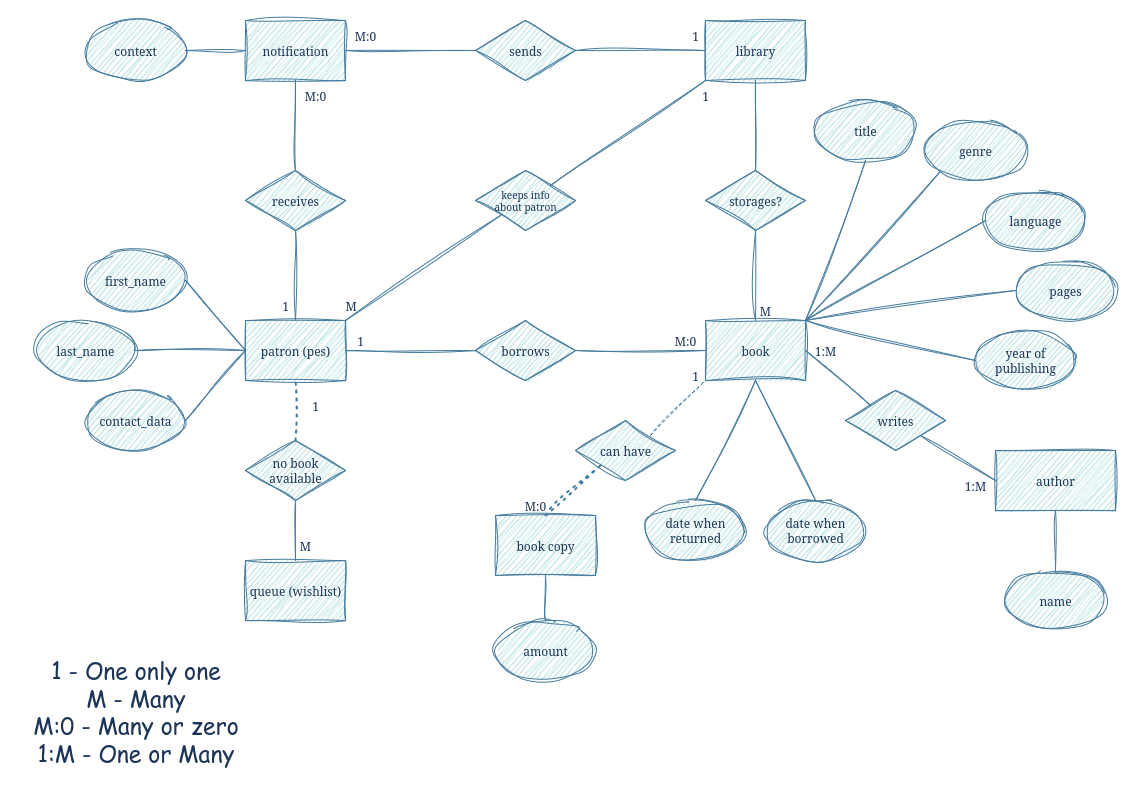 context
notification
M:0
sends
1
library
M:0
1
title
genre
receives
keeps info
about patron
storages?
language
first_name
pages
1
M
M
last_name
patron (pes)
1
borrows
M:0
book
1:M
year of
publishing
1
contact_data
1
writes
no book
available
can have
author
1:M
M:0
date when
returned
date when
borrowed
M
book copy
queue (wishlist)
name
amount
1 - One only one
M - Many
M:0 - Many or zero
1:M - One or Many